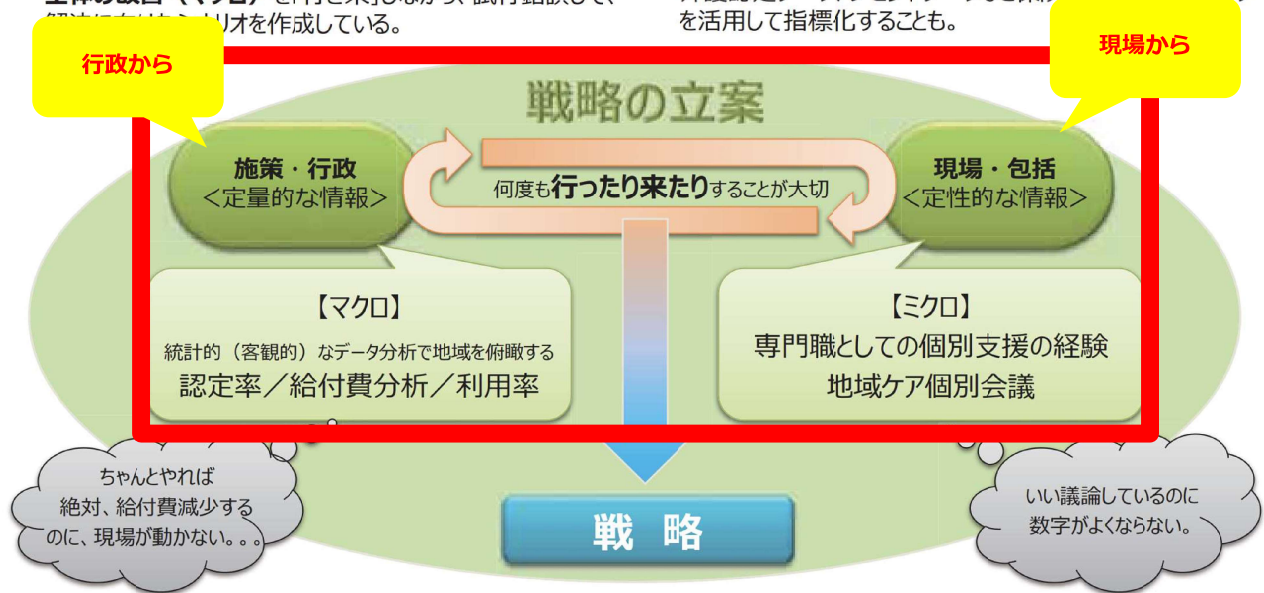 行政から
現場から
戦略の立案
施策・行政
<定量的な情報>
何度も行ったり来たりすることが大切
現場・包括
<定性的な情報>
【マクロ】
統計的（客観的）なデータ分析で地域を俯瞰する
認定率／給付費分析／利用率
【ミクロ】
専門職としての個別支援の経験
地域ケア個別会議
ちゃんとやれば
絶対、給付費減少する
のに、現場が動かない。。。
いい議論しているのに
数字がよくならない。
戦 略
を作成している。
を活用して指標化することも。